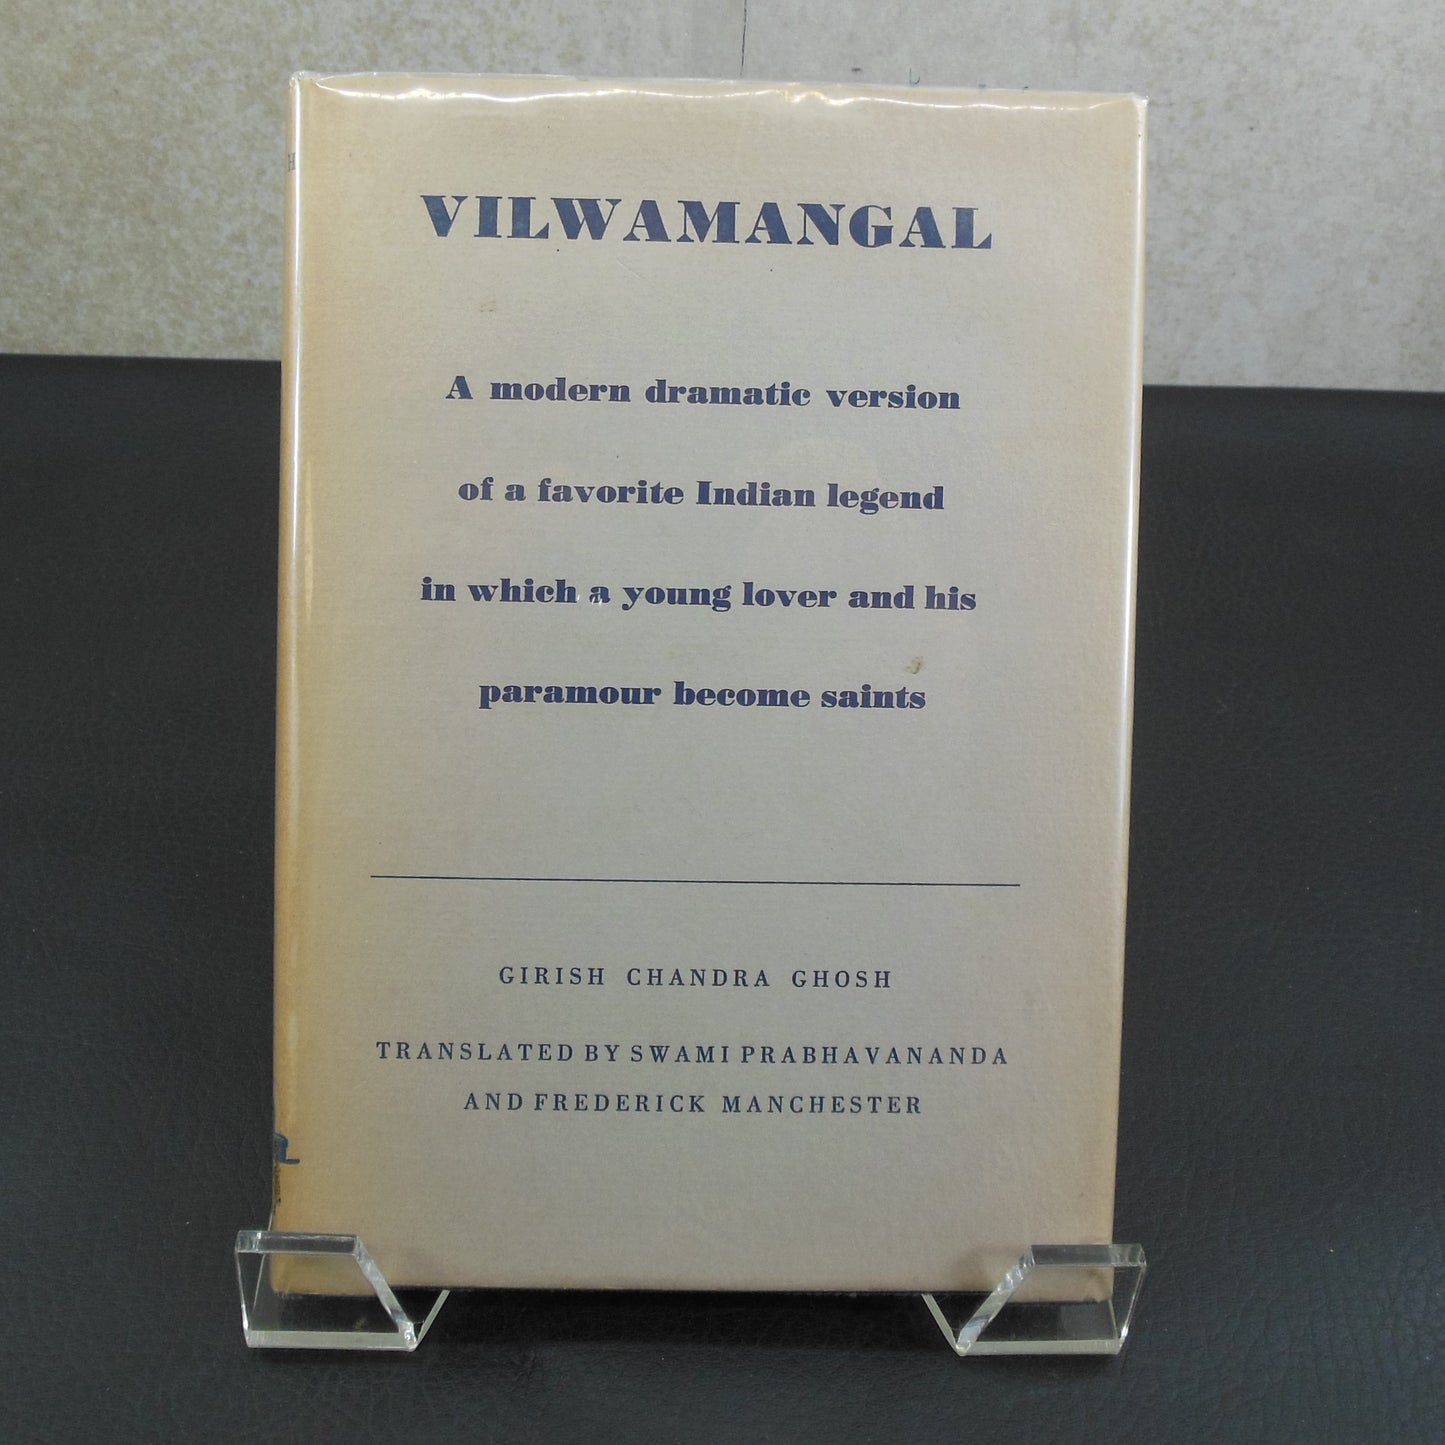 VILWAMANGAL
A modern dramatic version
of a favorite Indian legend
in which a young lover and his
paramour become saints
GIRISH CHANDRA GHOSH
TRANSLATED BY SWAMI PRABHAVANANDA
AND FREDERICK MANCHESTER
H